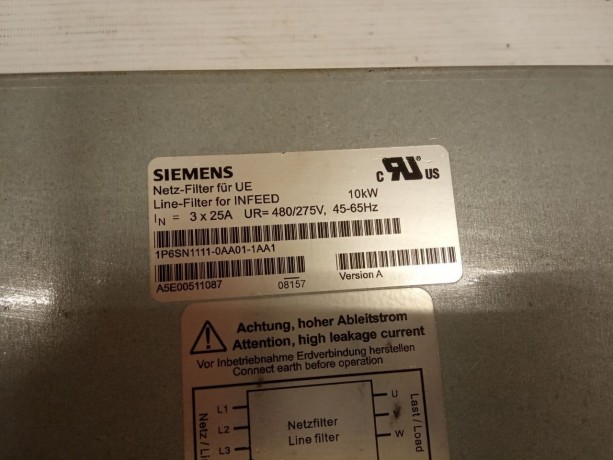 SIEMENS
Netz-Filter für UE
Line-Filter for INFEED 10kW
IN = 3 x 25A UR= 480/275V, 45-65Hz
c RU US
1P6SN1111-0AA01-1AA1
A5E00511087 08157 Version A
Achtung, hoher Ableitstrom
Attention, high leakage current
Vor Inbetriebnahme Erdverbindung herstellen
Connect earth before operation
Netz / Li
L1
L2
L3
Netzfilter
Line filter
U
W
Last / Load